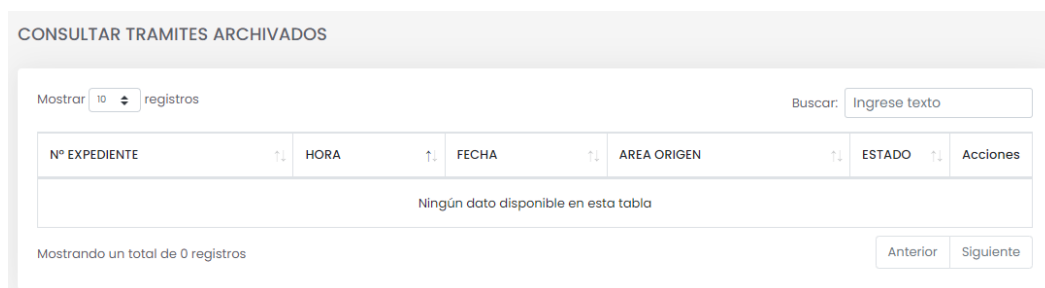 CONSULTAR TRAMITES ARCHIVADOS
Mostrar 10 registros Buscar: Ingrese texto
Nº EXPEDIENTE HORA FECHA AREA ORIGEN ESTADO Acciones
Ningún dato disponible en esta tabla
Mostrando un total de 0 registros Anterior Siguiente